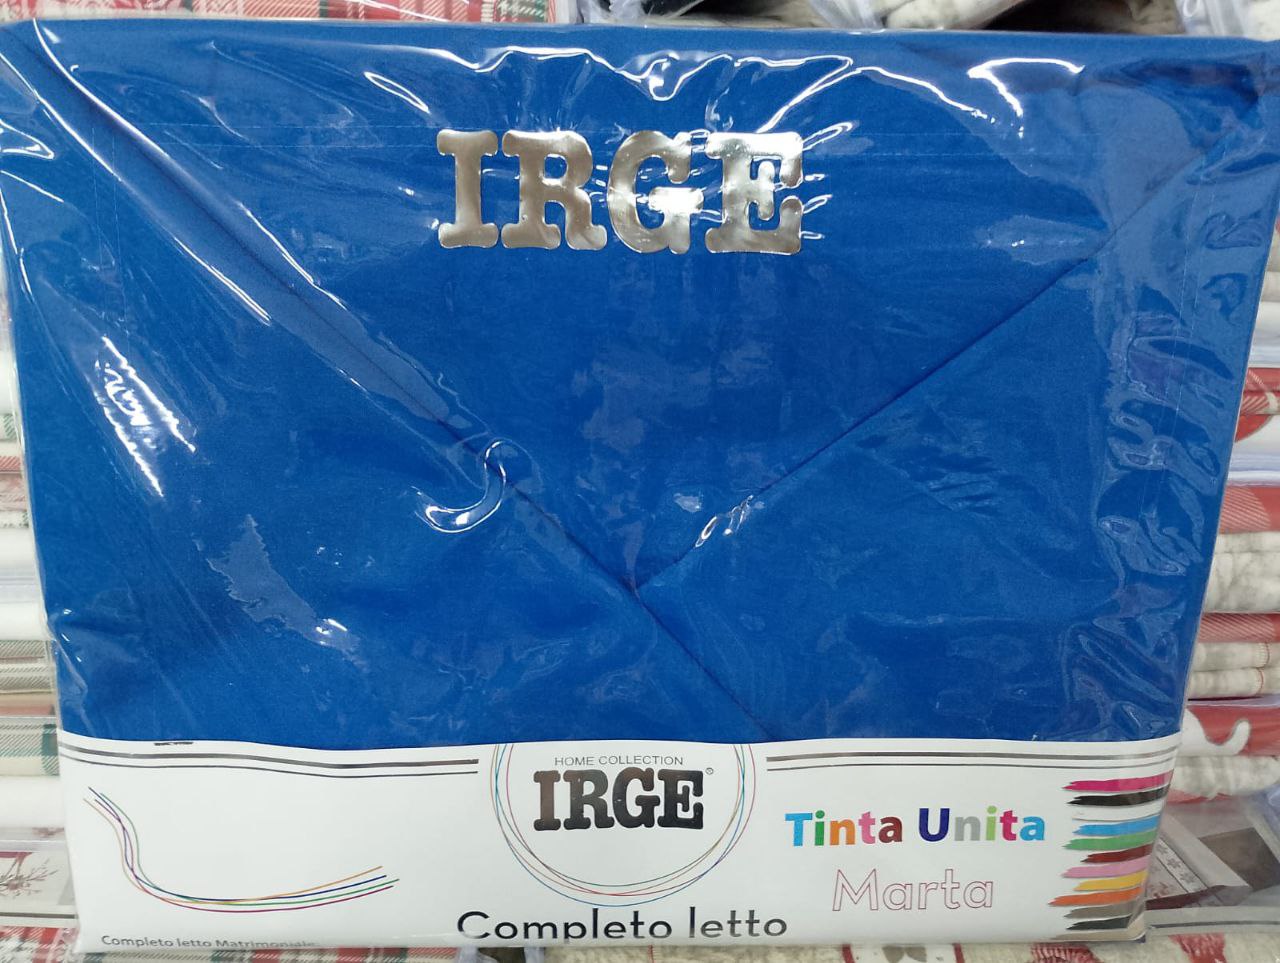 IRGE
HOME COLLECTION
IRGE®
Tinta Unita
Marta
Completo letto
Completo letto Matrimoniale